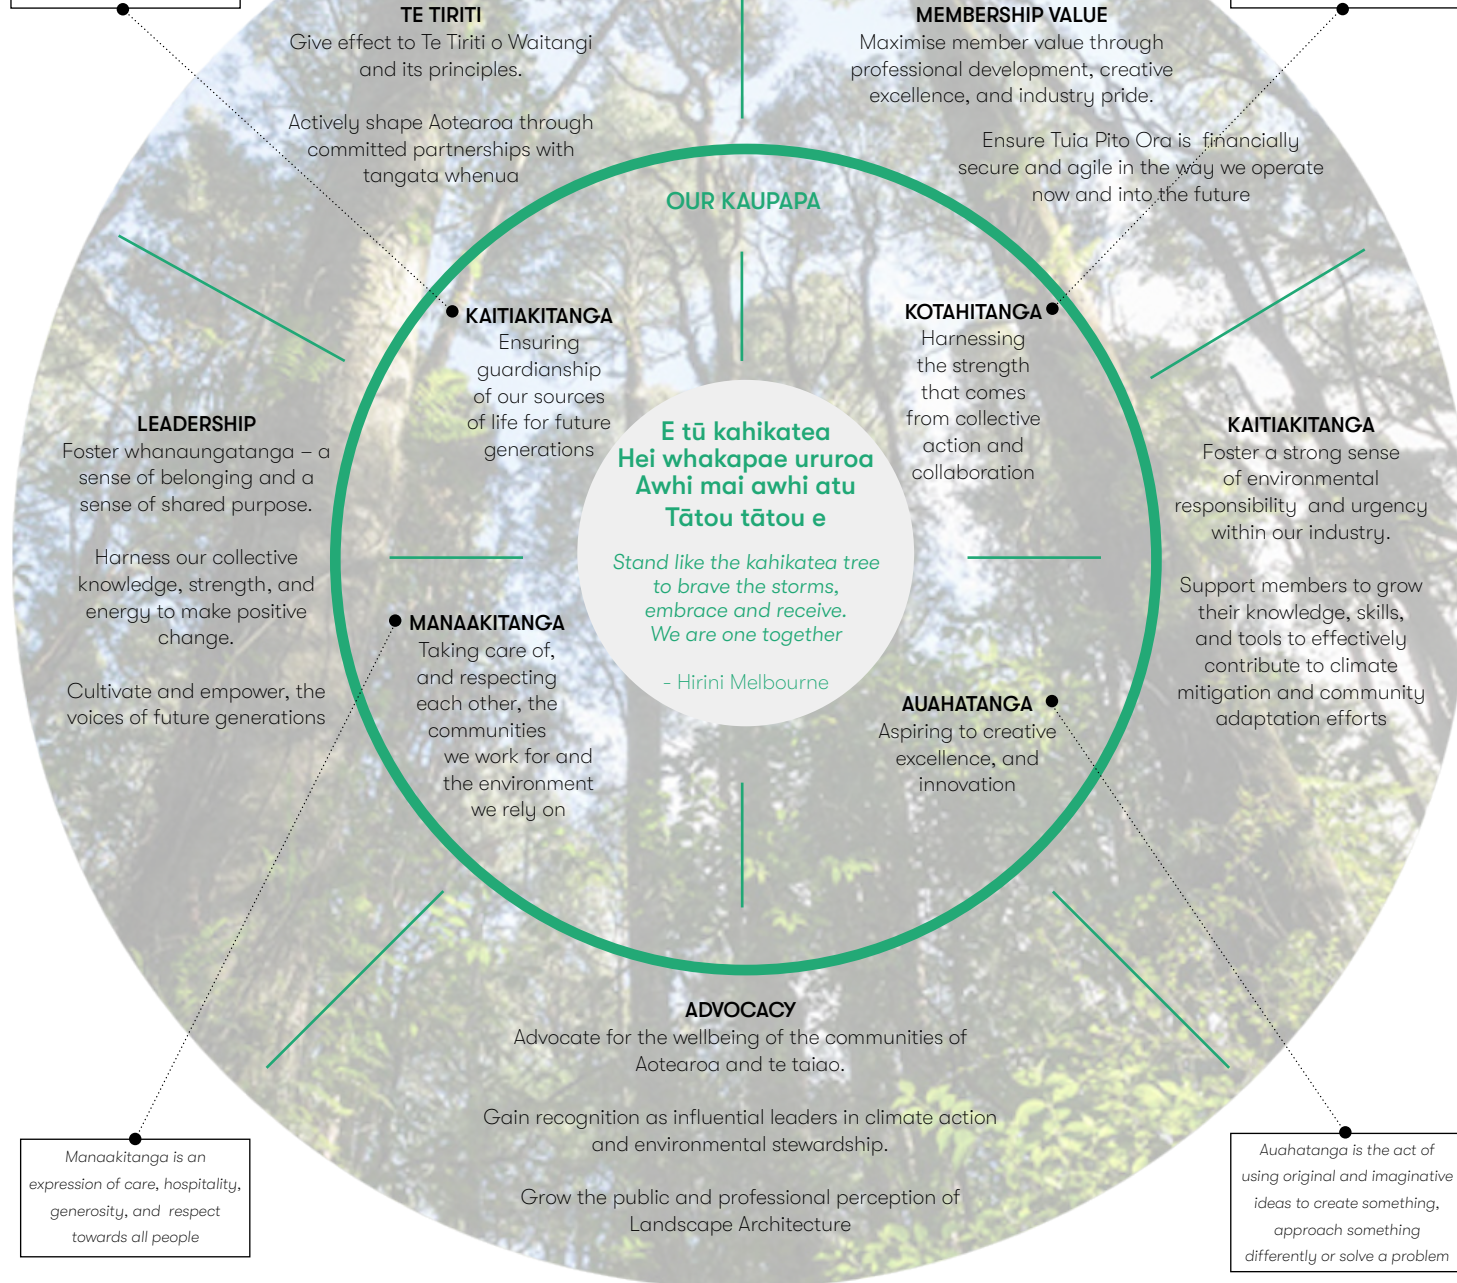 TE TIRITI
Give effect to Te Tiriti o Waitangi
and its principles.
Actively shape Aotearoa through
committed partnerships with
tangata whenua
MEMBERSHIP VALUE
Maximise member value through
professional development, creative
excellence, and industry pride.
Ensure Tuia Pito Ora is financially
secure and agile in the way we operate
now and into the future
OUR KAUPAPA
KAITIAKITANGA
Ensuring
guardianship
of our sources
of life for future
generations
KOTAHITANGA
Harnessing
the strength
that comes
from collective
action and
collaboration
LEADERSHIP
Foster whanaungatanga – a
sense of belonging and a
sense of shared purpose.
Harness our collective
knowledge, strength, and
energy to make positive
change.
Cultivate and empower, the
voices of future generations
E tū kahikatea
Hei whakapae ururoa
Awhi mai awhi atu
Tātou tātou e
Stand like the kahikatea tree
to brave the storms,
embrace and receive.
We are one together
- Hirini Melbourne
KAITIAKITANGA
Foster a strong sense
of environmental
responsibility and urgency
within our industry.
Support members to grow
their knowledge, skills,
and tools to effectively
contribute to climate
mitigation and community
adaptation efforts
MANAAKITANGA
Taking care of,
and respecting
each other, the
communities
we work for and
the environment
we rely on
AUAHATANGA
Aspiring to creative
excellence, and
innovation
ADVOCACY
Advocate for the wellbeing of the communities of
Aotearoa and te taiao.
Gain recognition as influential leaders in climate action
and environmental stewardship.
Grow the public and professional perception of
Landscape Architecture
Manaakitanga is an
expression of care, hospitality,
generosity, and respect
towards all people
Auahatanga is the act of
using original and imaginative
ideas to create something,
approach something
differently or solve a problem